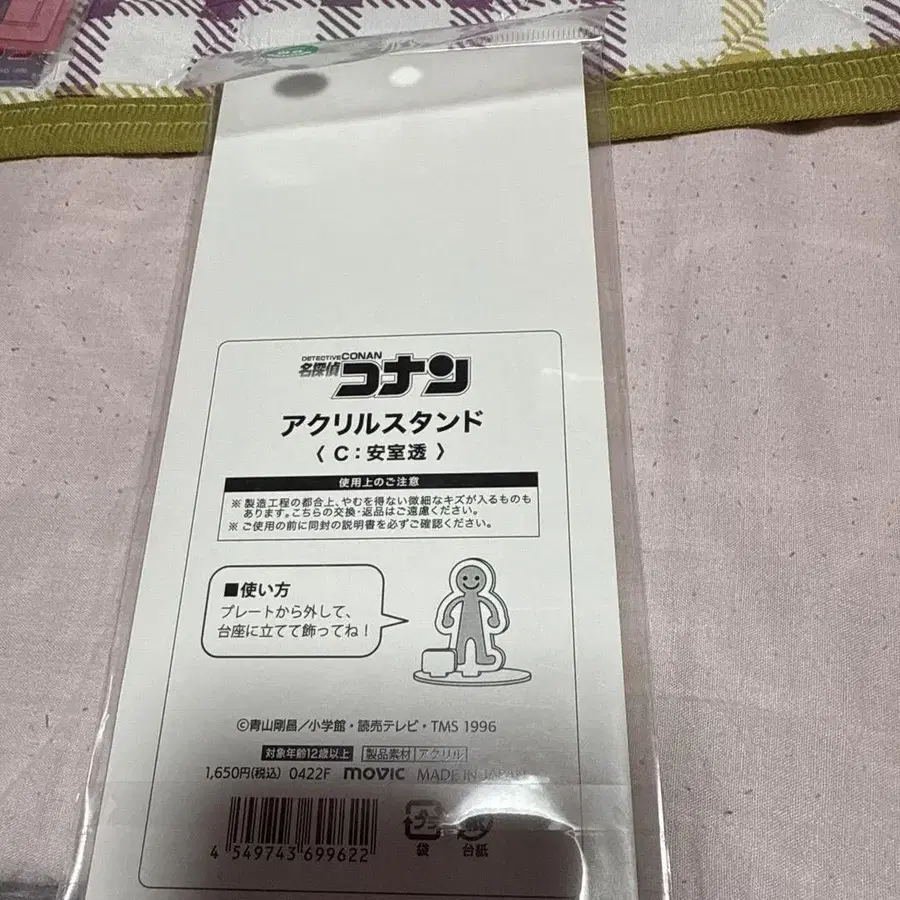 DETECTIVE CONAN
名探偵コナン
アクリルスタンド
〈 C：安室透 〉
使用上のご注意
※ 製造工程の都合上、やむを得ない微細なキズが入るものも
あります。こちらの交換・返品はご遠慮ください。
※ ご使用の前に同封の説明書を必ずご確認ください。
■使い方
プレートから外して、
台座に立てて飾ってね！
©青山剛昌／小学館・読売テレビ・TMS 1996
対象年齢12歳以上 製品素材 アクリル
1,650円(税込) 0422F movic MADE IN JAPAN
4 549743 699622
プラ
袋 台紙